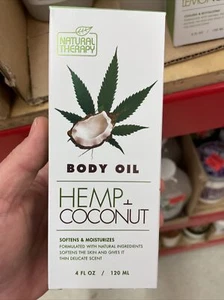 NATURAL
THERAPY
BODY OIL
HEMP+
COCONUT
SOFTENS & MOISTURIZES
FORMULATED WITH NATURAL INGREDIENTS
SOFTENS THE SKIN AND GIVES IT
THIN DELICATE SCENT
4 FL OZ / 120 ML